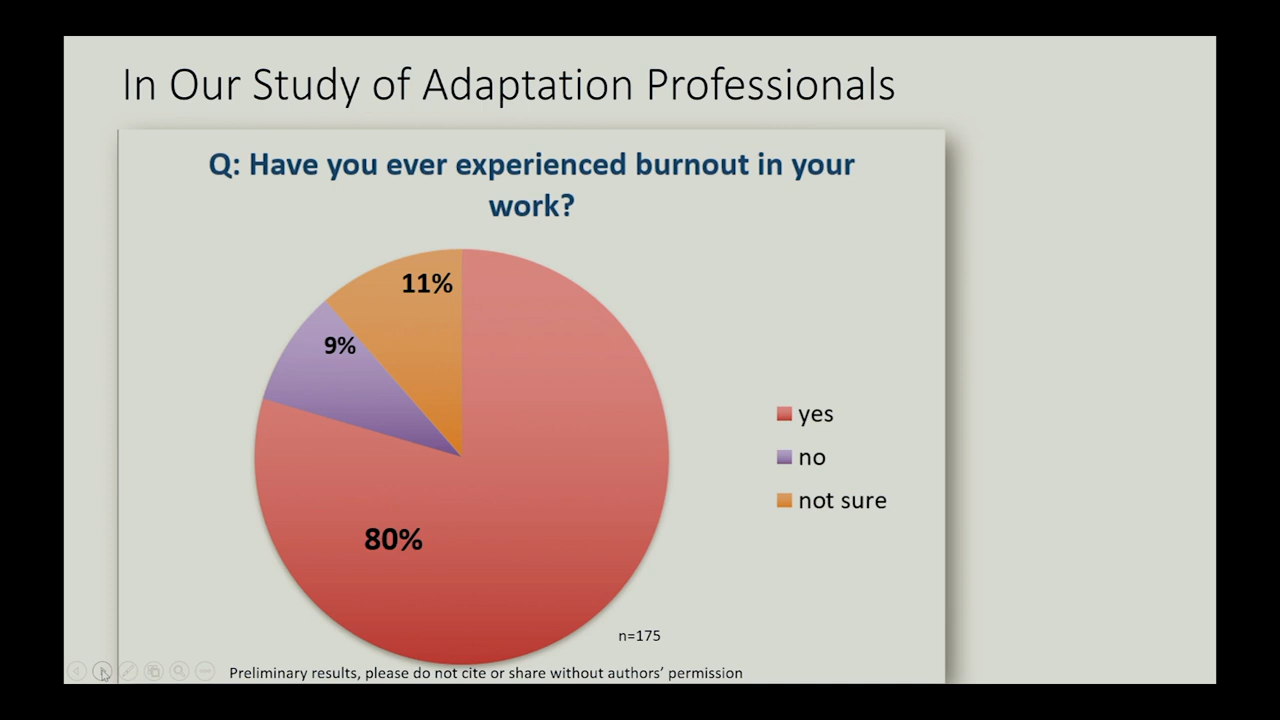 In Our Study of Adaptation Professionals
Q: Have you ever experienced burnout in your
work?
11%
9%
80%
yes
no
not sure
n=175
Preliminary results, please do not cite or share without authors’ permission